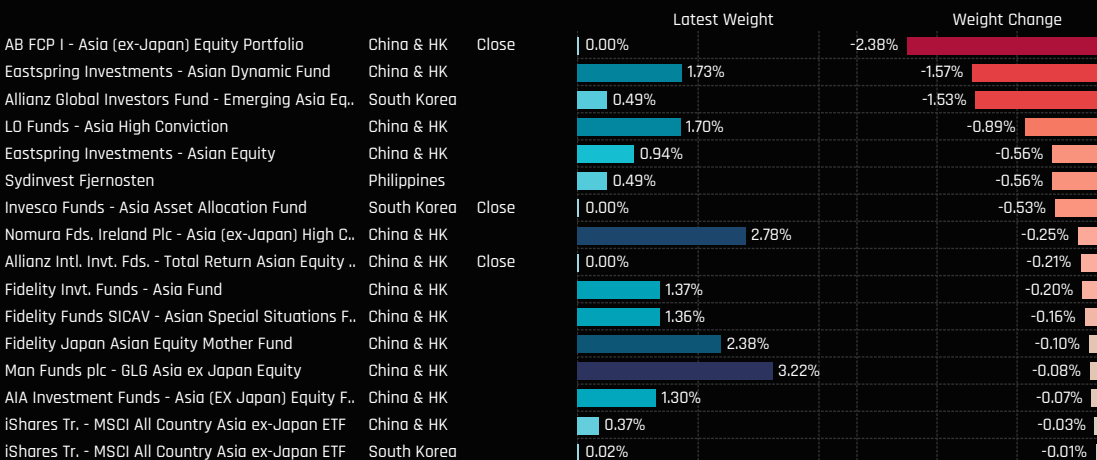 Latest Weight Weight Change
AB FCP I - Asia (ex-Japan) Equity Portfolio China & HK Close 0.00% -2.38%
Eastspring Investments - Asian Dynamic Fund China & HK 1.73% -1.57%
Allianz Global Investors Fund - Emerging Asia Eq.. South Korea 0.49% -1.53%
LO Funds - Asia High Conviction China & HK 1.70% -0.89%
Eastspring Investments - Asian Equity China & HK 0.94% -0.56%
Sydinvest Fjernosten Philippines 0.49% -0.56%
Invesco Funds - Asia Asset Allocation Fund South Korea Close 0.00% -0.53%
Nomura Fds. Ireland Plc - Asia (ex-Japan) High C.. China & HK 2.78% -0.25%
Allianz Intl. Invt. Fds. - Total Return Asian Equity .. China & HK Close 0.00% -0.21%
Fidelity Invt. Funds - Asia Fund China & HK 1.37% -0.20%
Fidelity Funds SICAV - Asian Special Situations F.. China & HK 1.36% -0.16%
Fidelity Japan Asian Equity Mother Fund China & HK 2.38% -0.10%
Man Funds plc - GLG Asia ex Japan Equity China & HK 3.22% -0.08%
AIA Investment Funds - Asia (EX Japan) Equity F.. China & HK 1.30% -0.07%
iShares Tr. - MSCI All Country Asia ex-Japan ETF China & HK 0.37% -0.03%
iShares Tr. - MSCI All Country Asia ex-Japan ETF South Korea 0.02% -0.01%